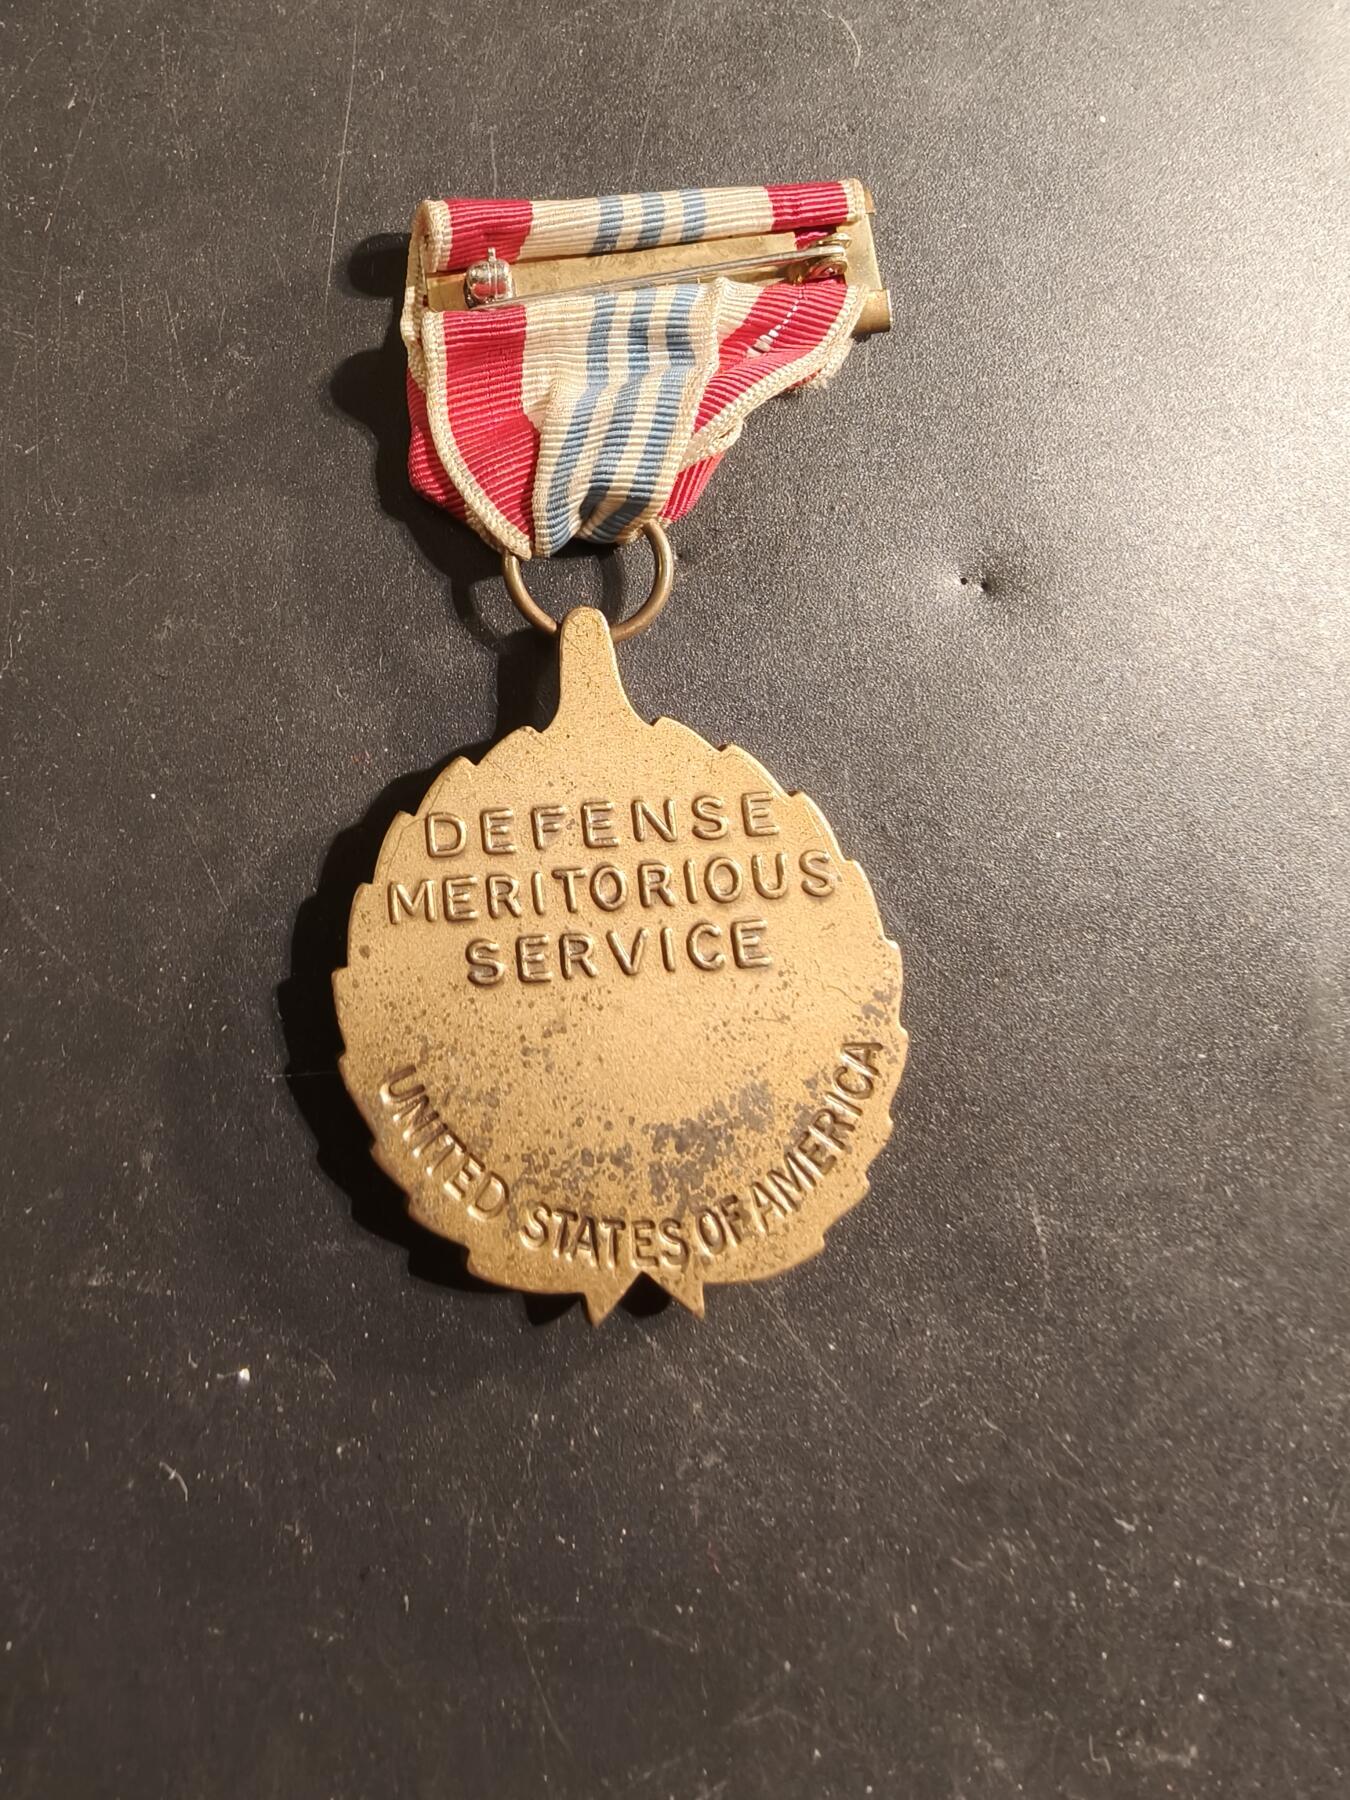 DEFENSE
MERITORIOUS
SERVICE
UNITED STATES OF AMERICA